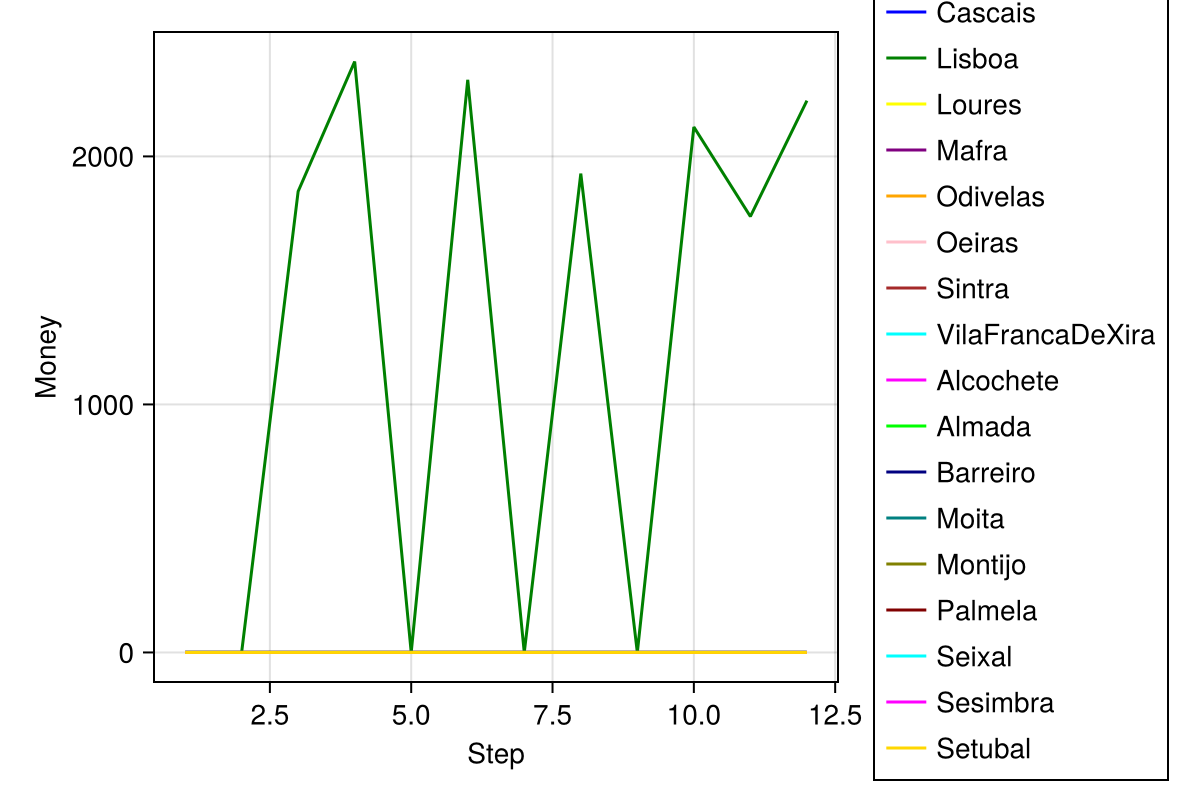 Money
2000
1000
0
2.5 5.0 7.5 10.0 12.5
Step
Cascais
Lisboa
Loures
Mafra
Odivelas
Oeiras
Sintra
VilaFrancaDeXira
Alcochete
Almada
Barreiro
Moita
Montijo
Palmela
Seixal
Sesimbra
Setubal